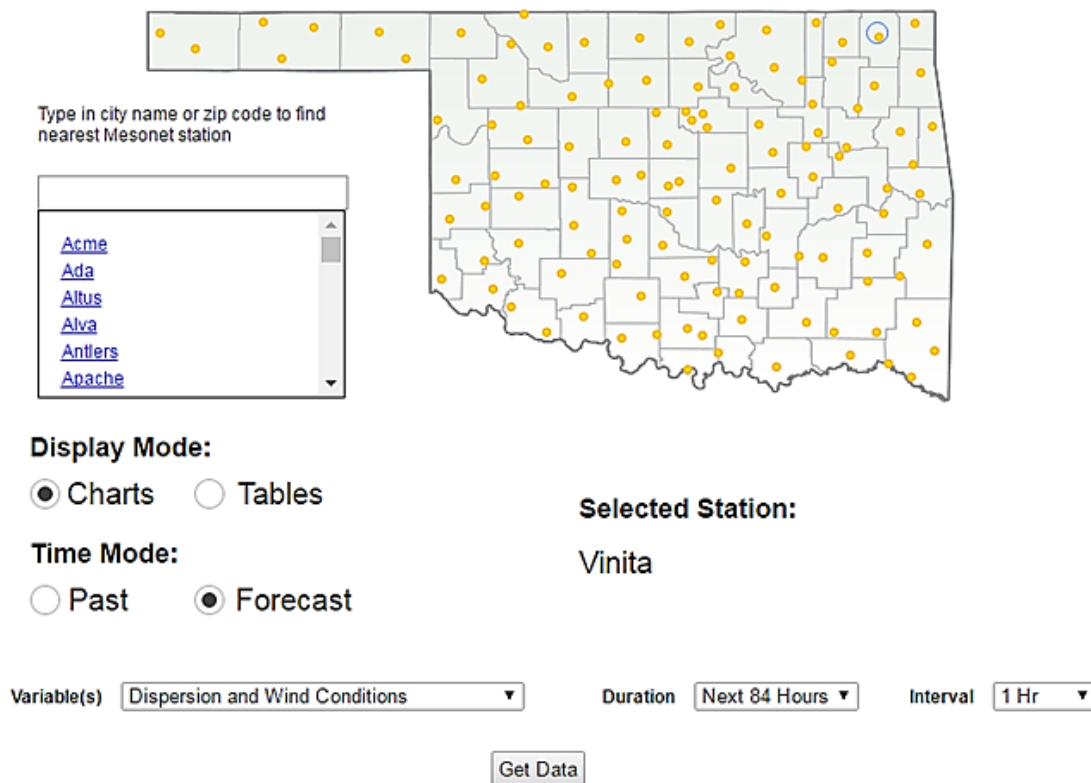 Type in city name or zip code to find
nearest Mesonet station
Acme
Ada
Altus
Alva
Antlers
Apache
Display Mode:
Charts Tables
Time Mode:
Past Forecast
Selected Station:
Vinita
Variable(s) Dispersion and Wind Conditions Duration Next 84 Hours Interval 1 Hr
Get Data